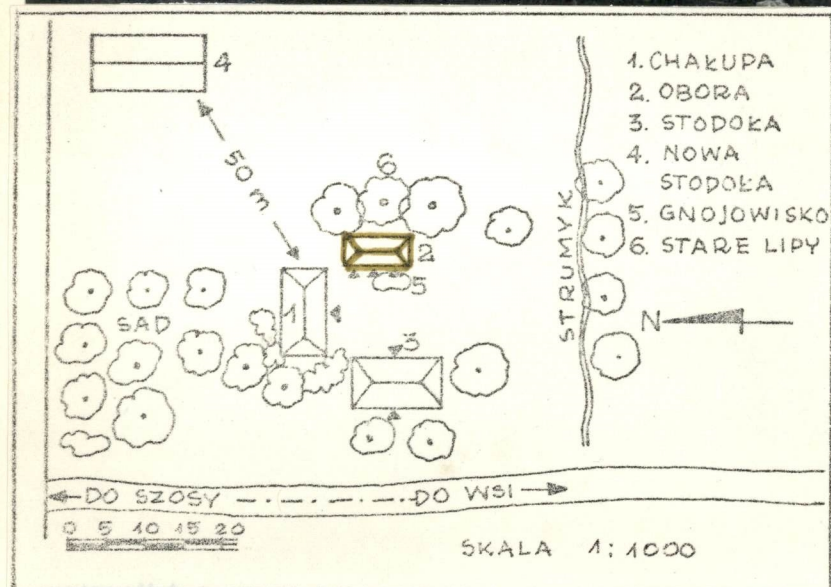 4
50 m
6
2
5
1
SAD
3
STRUMYK
N
1. CHAŁUPA
2. OBORA
3. STODOŁA
4. NOWA
STODOŁA
5. GNOJOWISKO
6. STARE LIPY
DO SZOSY
DO WSI
0 5 10 15 20
SKALA 1:1000